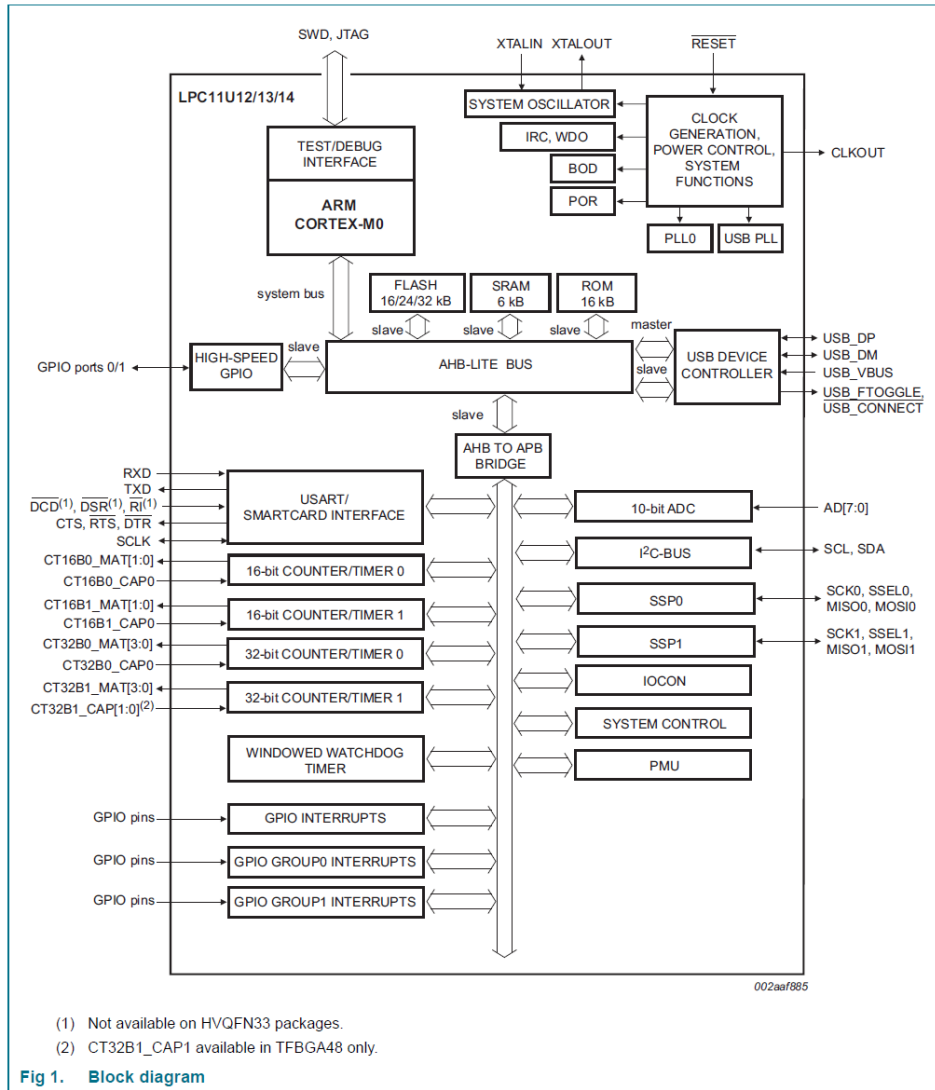 SWD, JTAG
XTALIN XTALOUT
RESET
LPC11U12/13/14
SYSTEM OSCILLATOR
CLOCK
GENERATION,
POWER CONTROL,
SYSTEM
FUNCTIONS
CLKOUT
IRC, WDO
BOD
POR
PLL0
USB PLL
TEST/DEBUG
INTERFACE
ARM
CORTEX-M0
system bus
FLASH
16/24/32 kB
SRAM
6 kB
ROM
16 kB
slave
slave
slave
master
slave
slave
GPIO ports 0/1
HIGH-SPEED
GPIO
AHB-LITE BUS
USB DEVICE
CONTROLLER
USB_DP
USB_DM
USB_VBUS
USB_FTOGGLE,
USB_CONNECT
slave
AHB TO APB
BRIDGE
RXD
TXD
DCD(1), DSR(1), RI(1)
CTS, RTS, DTR
SCLK
USART/
SMARTCARD INTERFACE
CT16B0_MAT[1:0]
CT16B0_CAP0
16-bit COUNTER/TIMER 0
CT16B1_MAT[1:0]
CT16B1_CAP0
16-bit COUNTER/TIMER 1
CT32B0_MAT[3:0]
CT32B0_CAP0
32-bit COUNTER/TIMER 0
CT32B1_MAT[3:0]
CT32B1_CAP[1:0](2)
32-bit COUNTER/TIMER 1
WINDOWED WATCHDOG
TIMER
GPIO pins
GPIO INTERRUPTS
GPIO pins
GPIO GROUP0 INTERRUPTS
GPIO pins
GPIO GROUP1 INTERRUPTS
10-bit ADC
AD[7:0]
I2C-BUS
SCL, SDA
SSP0
SCK0, SSEL0,
MISO0, MOSI0
SSP1
SCK1, SSEL1,
MISO1, MOSI1
IOCON
SYSTEM CONTROL
PMU
002aaf885
(1) Not available on HVQFN33 packages.
(2) CT32B1_CAP1 available in TFBGA48 only.
Fig 1. Block diagram